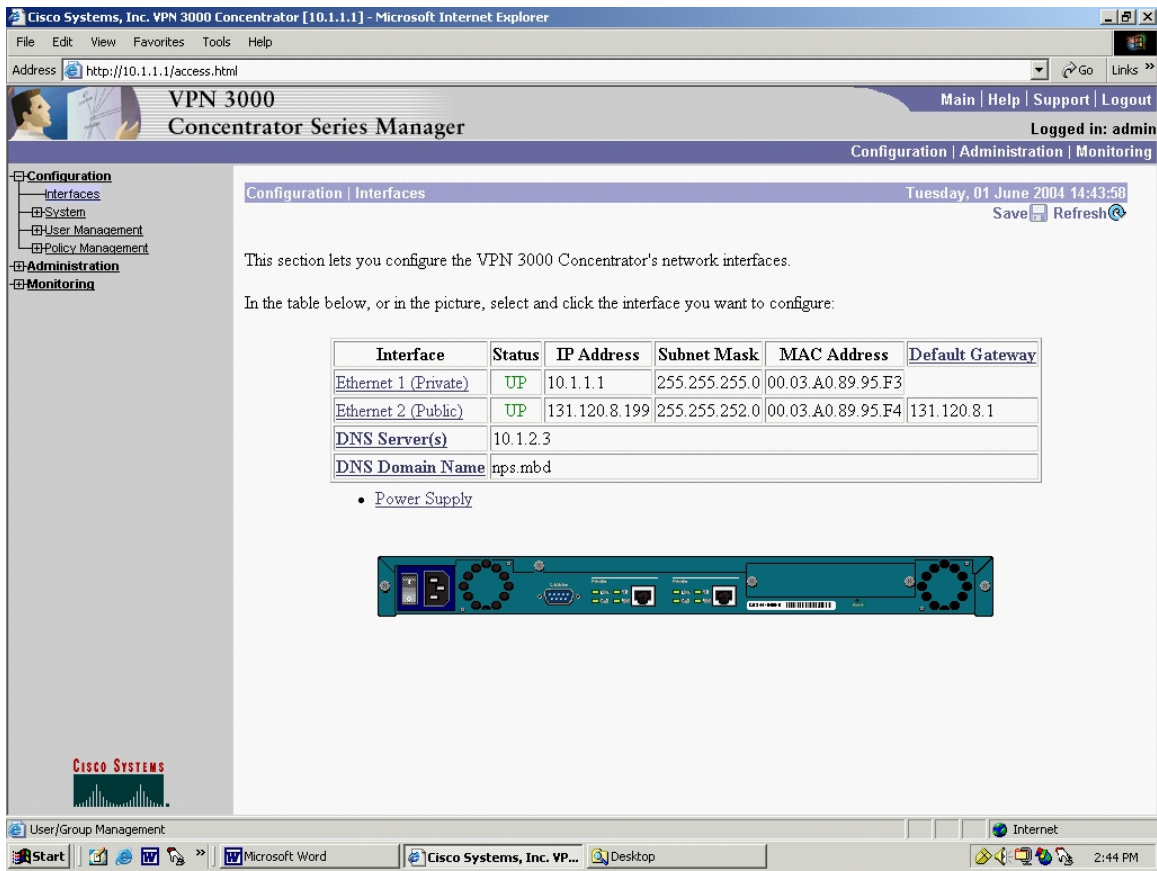 Cisco Systems, Inc. VPN 3000 Concentrator [10.1.1.1] - Microsoft Internet Explorer
File Edit View Favorites Tools Help
Address http://10.1.1.1/access.html Go Links »
VPN 3000
Concentrator Series Manager
Main | Help | Support | Logout
Logged in: admin
Configuration | Administration | Monitoring
Configuration
Interfaces
System
User Management
Policy Management
Administration
Monitoring
Configuration | Interfaces Tuesday, 01 June 2004 14:43:58
Save Refresh
This section lets you configure the VPN 3000 Concentrator's network interfaces.
In the table below, or in the picture, select and click the interface you want to configure:
Interface Status IP Address Subnet Mask MAC Address Default Gateway
Ethernet 1 (Private) UP 10.1.1.1 255.255.255.0 00.03.A0.89.95.F3
Ethernet 2 (Public) UP 131.120.8.199 255.255.252.0 00.03.A0.89.95.F4 131.120.8.1
DNS Server(s) 10.1.2.3
DNS Domain Name nps.mbd
• Power Supply
CISCO SYSTEMS
User/Group Management Internet
Start » Microsoft Word Cisco Systems, Inc. VP... Desktop 2:44 PM